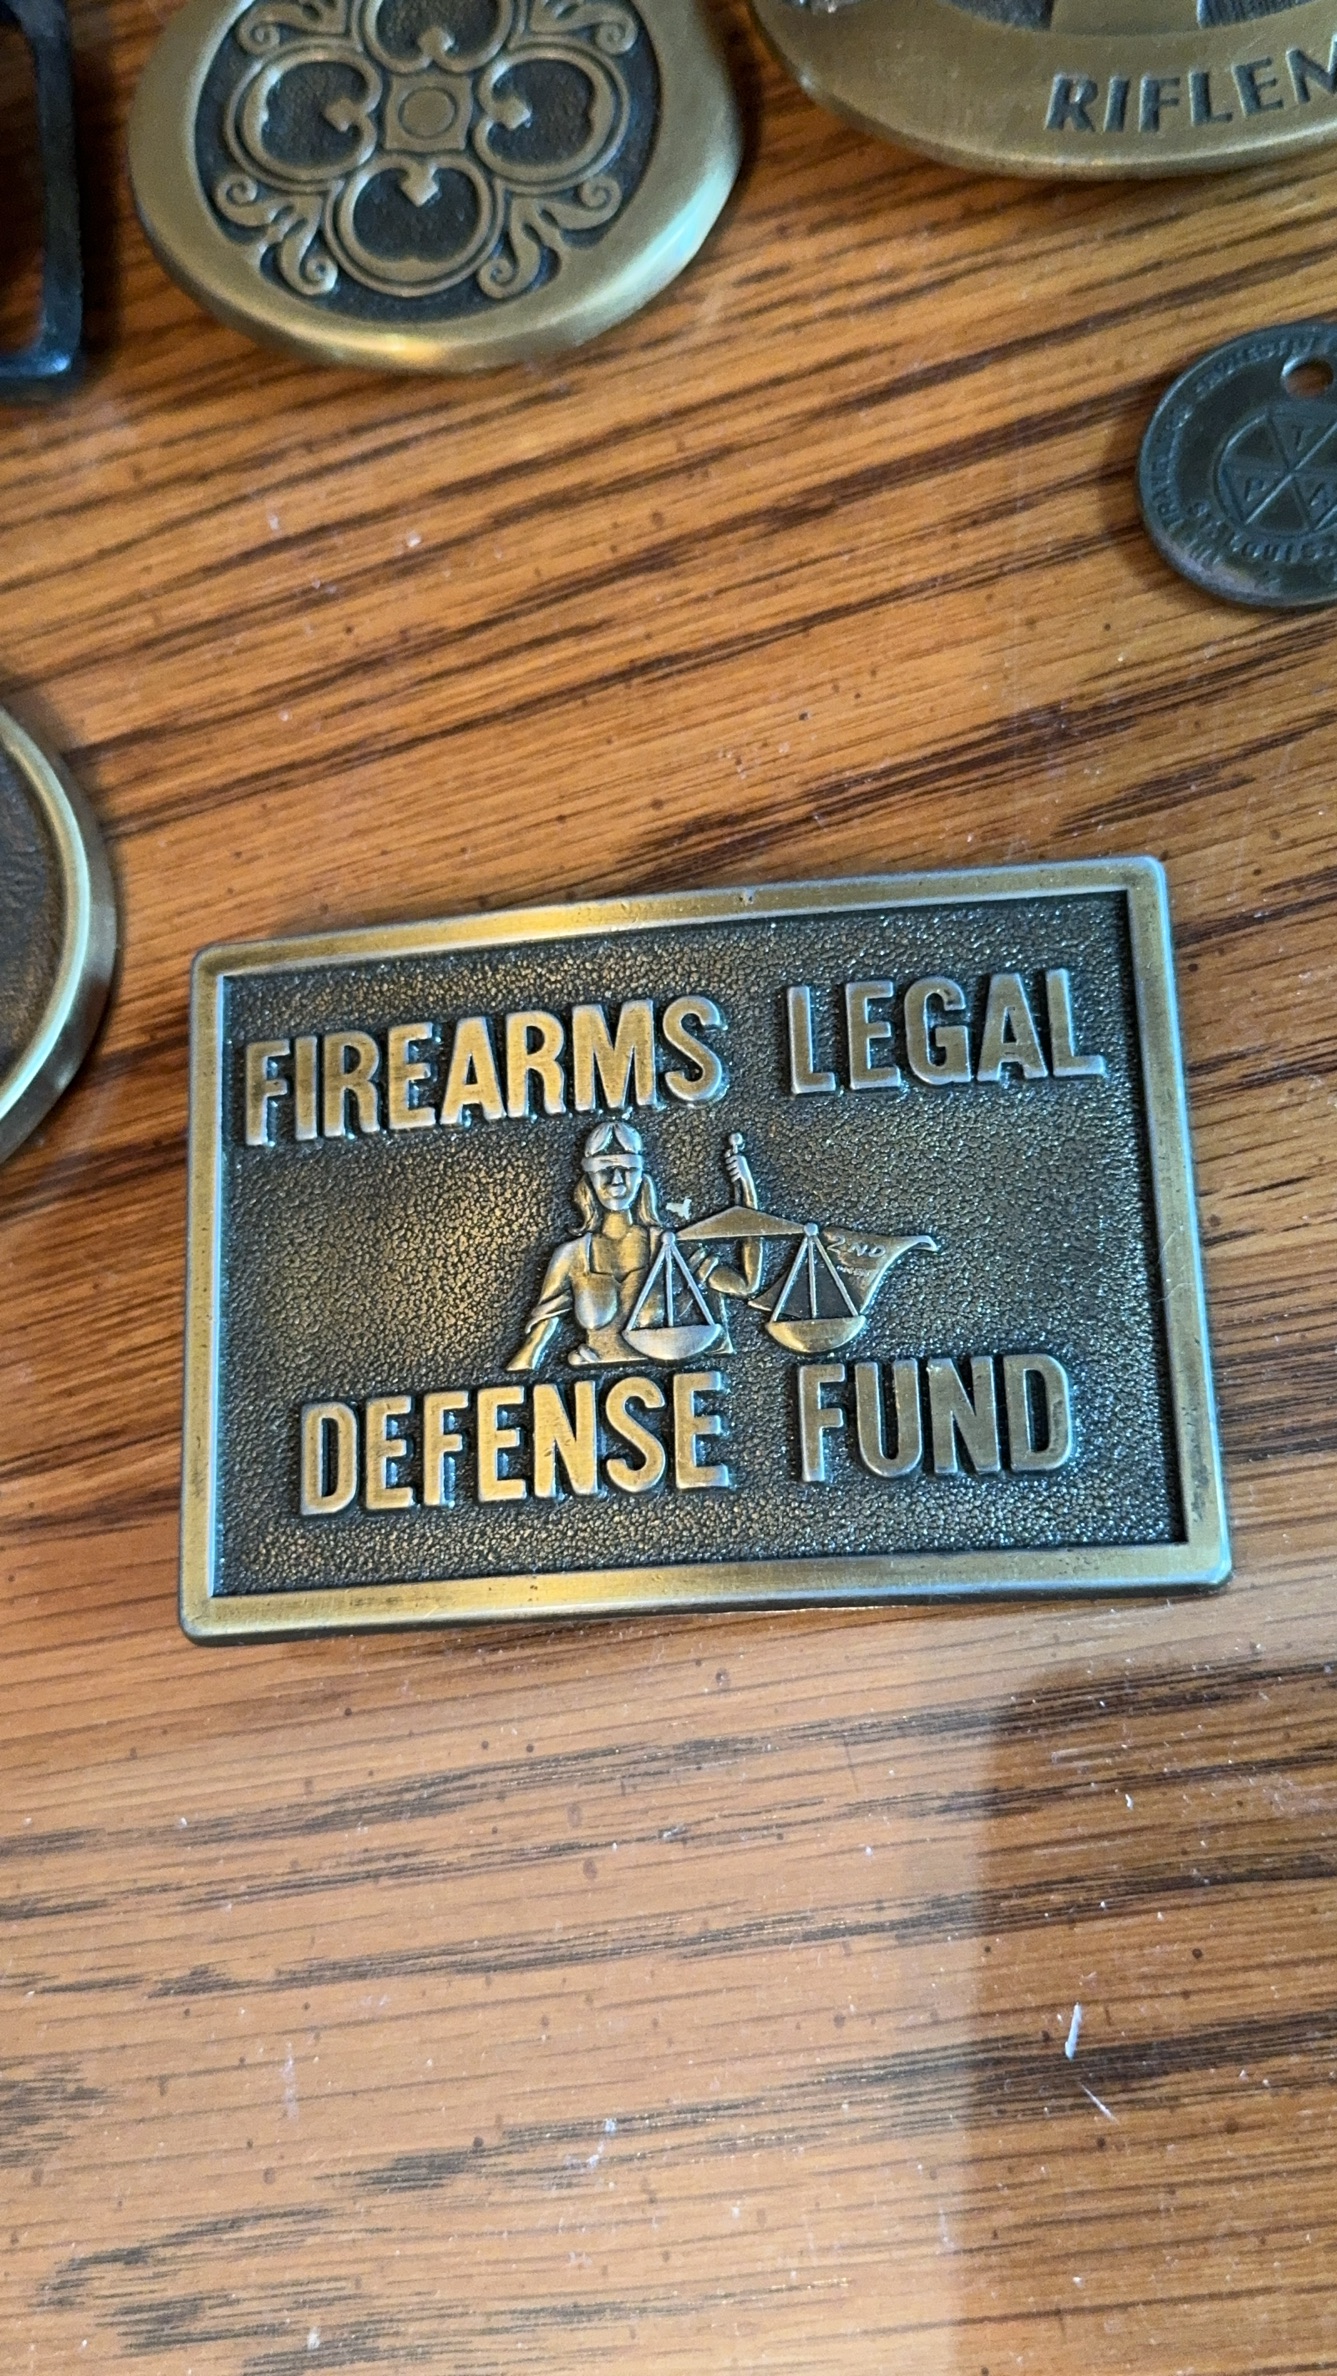 RIFLEM
T
P A
FIREARMS LEGAL
2ND
DEFENSE FUND